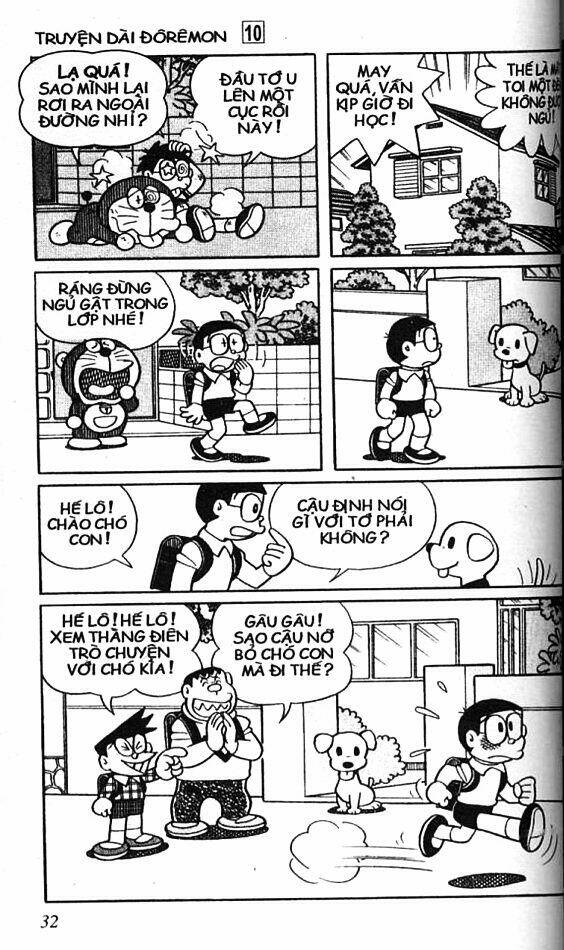 TRUYỆN DÀI ĐÔRÊMON 10
LẠ QUÁ!
SAO MÌNH LẠI
RƠI RA NGOÀI
ĐƯỜNG NHỈ?
ĐẦU TỚ U
LÊN MỘT
CỤC RỒI
NÀY!
MAY
QUÁ, VẪN
KỊP GIỜ ĐI
HỌC!
THẾ LÀ
TOI MỘT
KHÔNG
NGỦ!
RÁNG ĐỪNG
NGỦ GẬT TRONG
LỚP NHÉ!
HẾ LÔ!
CHÀO CHÓ
CON!
CẬU ĐỊNH NÓI
GÌ VỚI TỚ PHẢI
KHÔNG?
HẾ LÔ! HẾ LÔ!
XEM THẰNG ĐIÊN
TRÒ CHUYỆN
VỚI CHÓ KÌA!
GÂU GÂU!
SAO CẬU NỠ
BỎ CHÓ CON
MÀ ĐI THẾ?
32